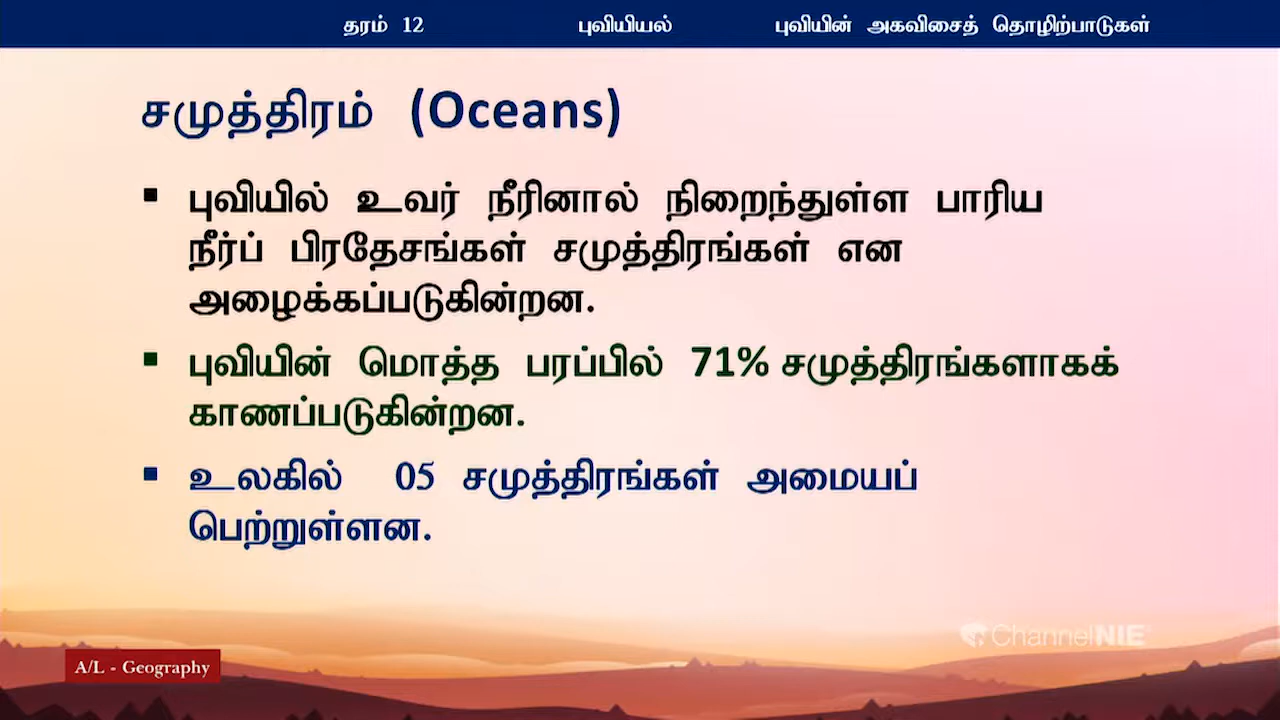 தரம் 12 புவியியல் புவியின் அகவிசைத் தொழிற்பாடுகள்
சமுத்திரம் (Oceans)
▪ புவியில் உவர் நீரினால் நிறைந்துள்ள பாரிய
நீர்ப் பிரதேசங்கள் சமுத்திரங்கள் என
அழைக்கப்படுகின்றன.
▪ புவியின் மொத்த பரப்பில் 71% சமுத்திரங்களாகக்
காணப்படுகின்றன.
▪ உலகில் 05 சமுத்திரங்கள் அமையப்
பெற்றுள்ளன.
ChannelNIE
A/L - Geography